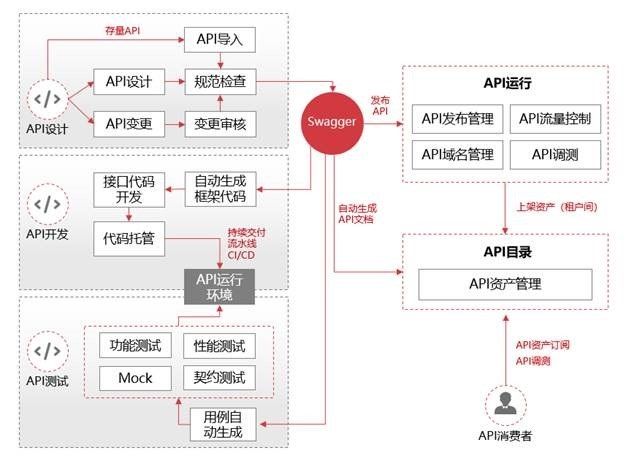 存量API
API导入
API设计
规范检查
API变更
变更审核
API设计
Swagger
发布
API
API运行
API发布管理
API流量控制
API域名管理
API调测
接口代码
开发
自动生成
框架代码
API开发
代码托管
持续交付
流水线
CI/CD
自动生成
API文档
上架资产（租户间）
API运行
环境
API目录
API资产管理
功能测试
性能测试
Mock
契约测试
API测试
用例自
动生成
API资产订阅
API调测
API消费者